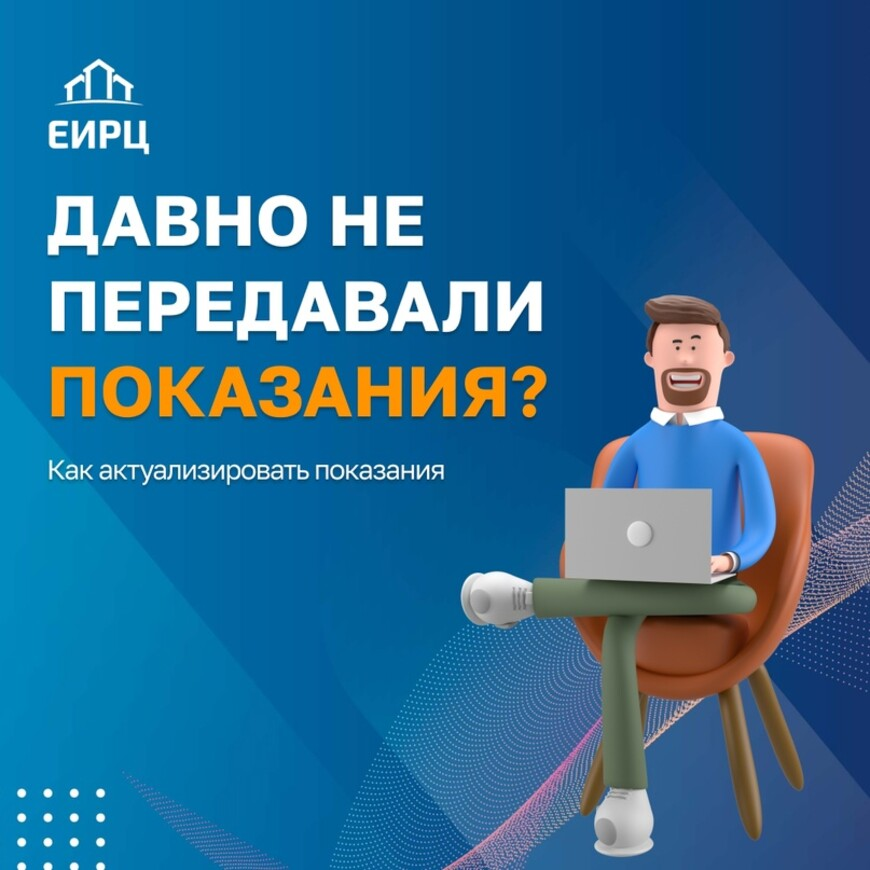 ЕИРЦ
ДАВНО НЕ
ПЕРЕДАВАЛИ
ПОКАЗАНИЯ?
Как актуализировать показания